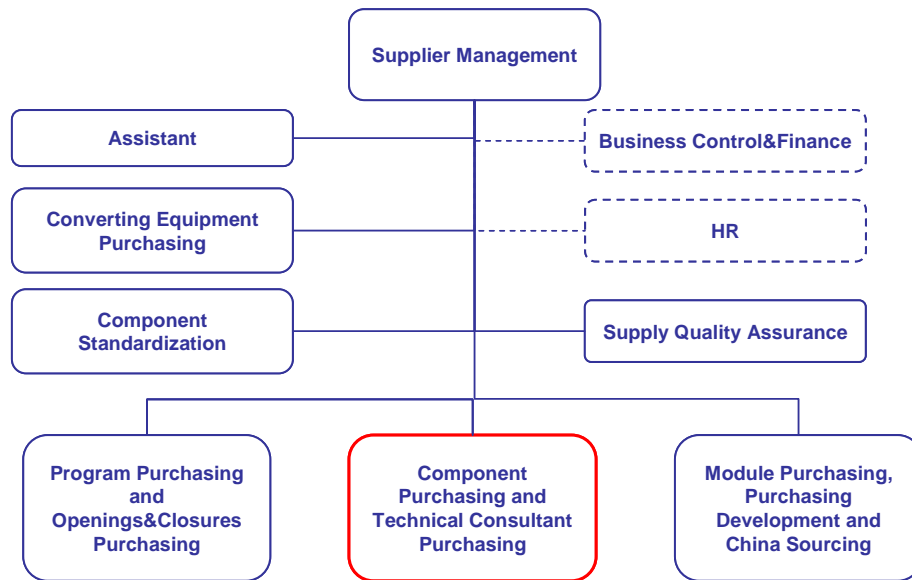 Supplier Management
Assistant
Business Control&Finance
Converting Equipment
Purchasing
HR
Component
Standardization
Supply Quality Assurance
Program Purchasing
and
Openings&Closures
Purchasing
Component
Purchasing and
Technical Consultant
Purchasing
Module Purchasing,
Purchasing
Development and
China Sourcing